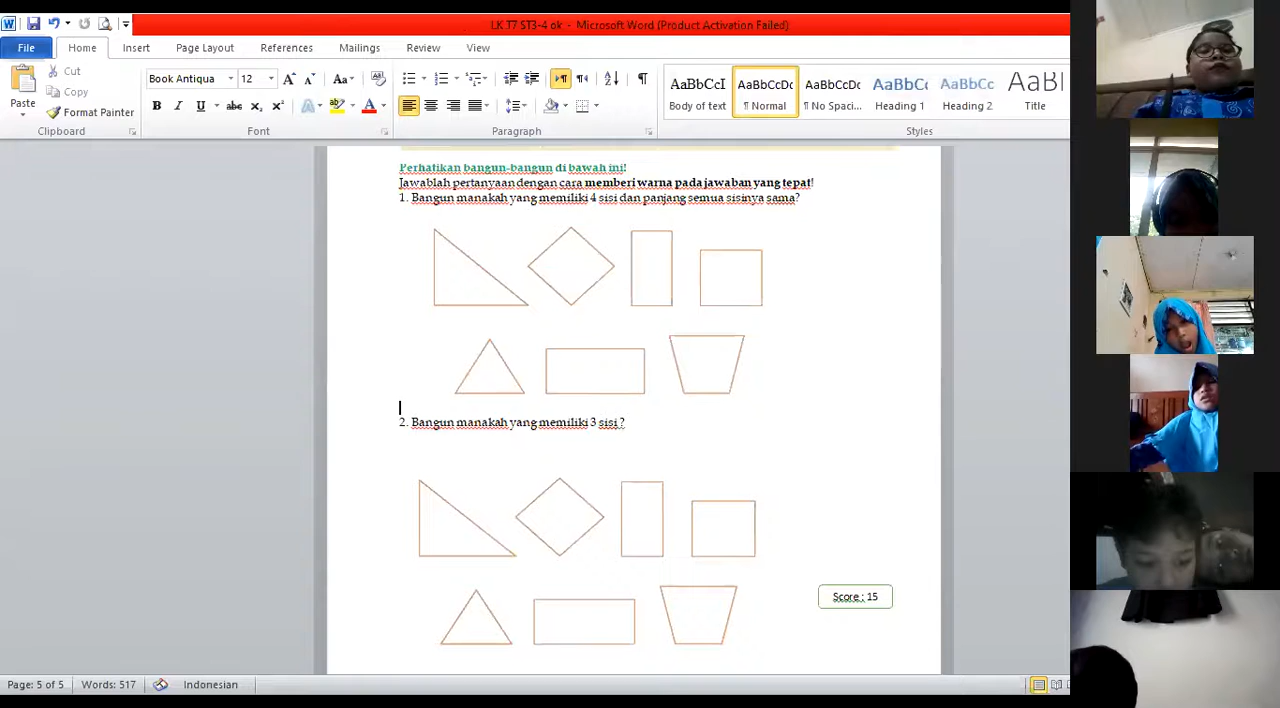 LK T7 ST3-4 ok - Microsoft Word (Product Activation Failed)
File Home Insert Page Layout References Mailings Review View
Paste
Cut
Copy
Format Painter
Book Antiqua 12
AaBbCcI AaBbCcDc AaBbCcDc AaBbC AaBbCc AaBl
Body of text ¶ Normal ¶ No Spaci... Heading 1 Heading 2 Title
Clipboard Font Paragraph Styles
Perhatikan bangun-bangun di bawah ini!
Jawablah pertanyaan dengan cara memberi warna pada jawaban yang tepat!
1. Bangun manakah yang memiliki 4 sisi dan panjang semua sisinya sama?
2. Bangun manakah yang memiliki 3 sisi ?
Score : 15
Page: 5 of 5 Words: 517 Indonesian